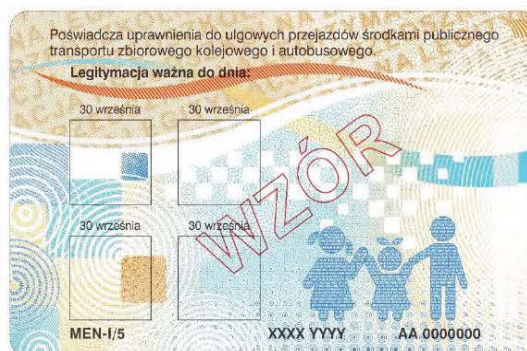 Poświadcza uprawnienia do ulgowych przejazdów środkami publicznego
transportu zbiorowego kolejowego i autobusowego.
Legitymacja ważna do dnia:
30 września 30 września
WZÓR
30 września 30 września
MEN-I/5 XXXX YYYY AA 0000000